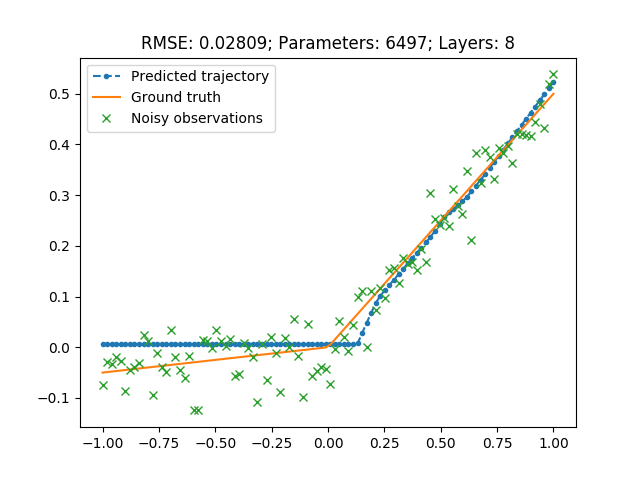 RMSE: 0.02809; Parameters: 6497; Layers: 8
Predicted trajectory
Ground truth
Noisy observations
0.5
0.4
0.3
0.2
0.1
0.0
−0.1
−1.00 −0.75 −0.50 −0.25 0.00 0.25 0.50 0.75 1.00